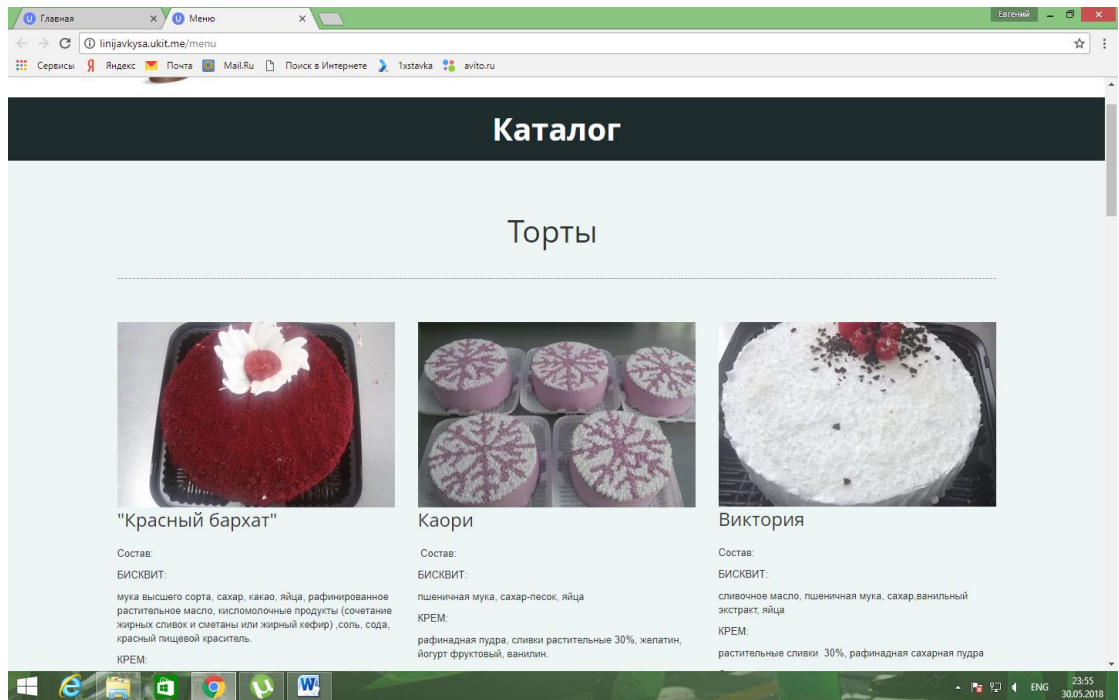 Главная
Меню
Евгений
linijavkysa.ukit.me/menu
Сервисы Яндекс Почта Mail.Ru Поиск в Интернете 1xstavka avito.ru
Каталог
Торты
"Красный бархат"
Состав:
БИСКВИТ:
мука высшего сорта, сахар, какао, яйца, рафинированное
растительное масло, кисломолочные продукты (сочетание
жирных сливок и сметаны или жирный кефир) ,соль, сода,
красный пищевой краситель.
КРЕМ:
Каори
Состав:
БИСКВИТ:
пшеничная мука, сахар-песок, яйца
КРЕМ:
рафинадная пудра, сливки растительные 30%, желатин,
йогурт фруктовый, ванилин.
Виктория
Состав:
БИСКВИТ:
сливочное масло, пшеничная мука, сахар,ванильный
экстракт, яйца
КРЕМ:
растительные сливки 30%, рафинадная сахарная пудра
ENG
23:55
30.05.2018